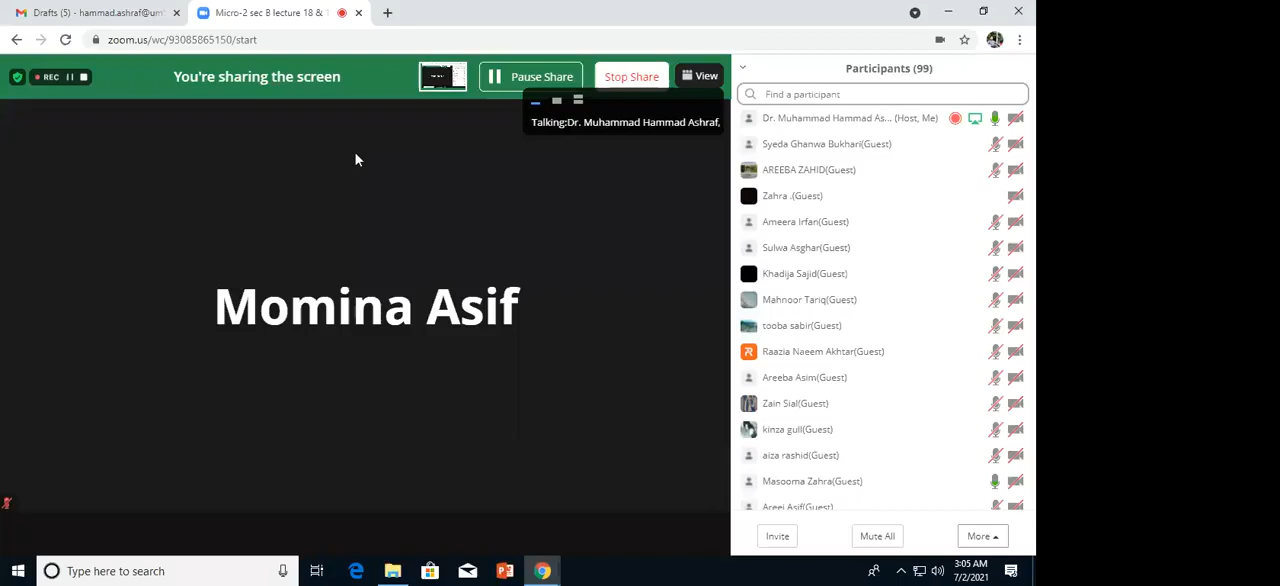 Drafts (5) - hammad.ashraf@um
Micro-2 sec B lecture 18 &
zoom.us/wc/93085865150/start
REC
You're sharing the screen
Pause Share
Stop Share
View
Talking:Dr. Muhammad Hammad Ashraf,
Momina Asif
Participants (99)
Find a participant
Dr. Muhammad Hammad As... (Host, Me)
Syeda Ghanwa Bukhari(Guest)
AREEBA ZAHID(Guest)
Zahra .(Guest)
Ameera Irfan(Guest)
Sulwa Asghar(Guest)
Khadija Sajid(Guest)
Mahnoor Tariq(Guest)
tooba sabir(Guest)
R
Raazia Naeem Akhtar(Guest)
Areeba Asim(Guest)
Zain Sial(Guest)
kinza gull(Guest)
aiza rashid(Guest)
Masooma Zahra(Guest)
Areej Asif(Guest)
Invite
Mute All
More
Type here to search
3:05 AM
7/2/2021